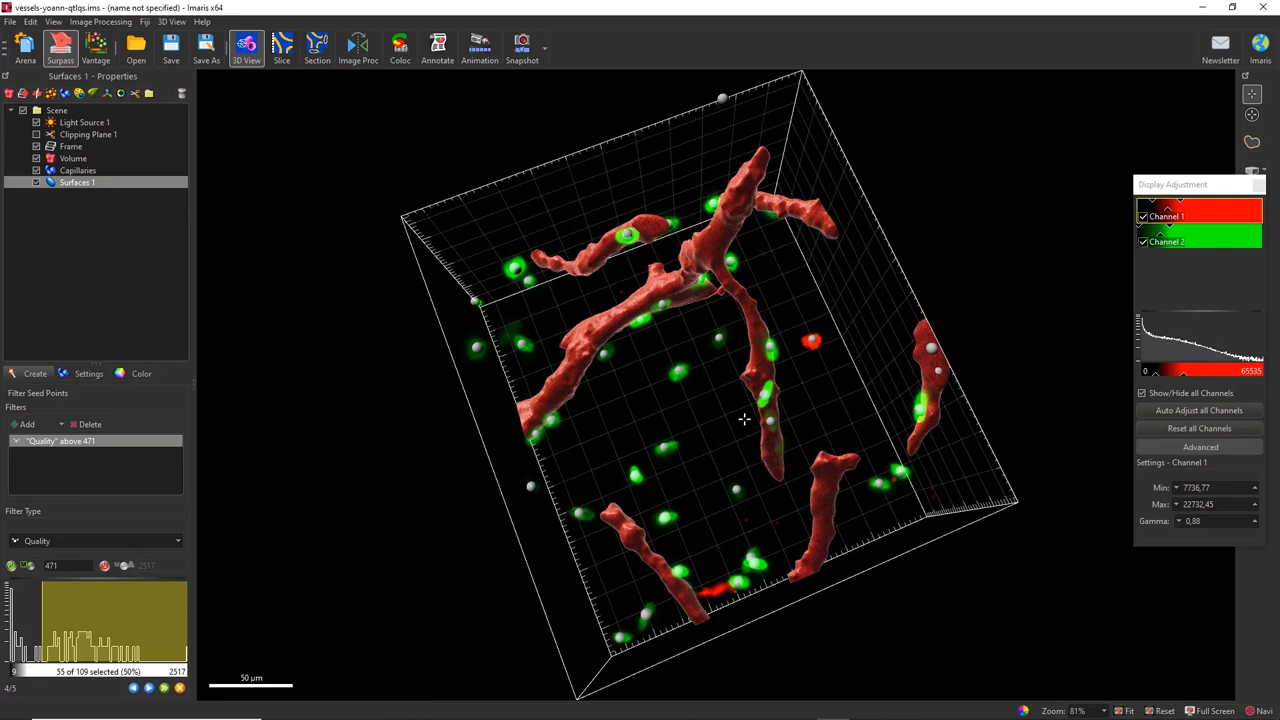 vessels-yoann-qtlqs.ims - (name not specified) - Imaris x64
File Edit View Image Processing Fiji 3D View Help
Arena Surpass Vantage Open Save Save As 3D View Slice Section Image Proc Coloc Annotate Animation Snapshot Newsletter Imaris
Surfaces 1 - Properties
Scene
Light Source 1
Clipping Plane 1
Frame
Volume
Capillaries
Surfaces 1
Create Settings Color
Filter Seed Points
Filters
Add Delete
"Quality" above 471
Filter Type
Quality
471 2517
9 55 of 109 selected (50%) 2517
4/5
50 µm
Display Adjustment
Channel 1
Channel 2
0 65535
Show/Hide all Channels
Auto Adjust all Channels
Reset all Channels
Advanced
Settings - Channel 1
Min: 7736,77
Max: 22732,45
Gamma: 0,88
Zoom: 81% Fit Reset Full Screen Navi